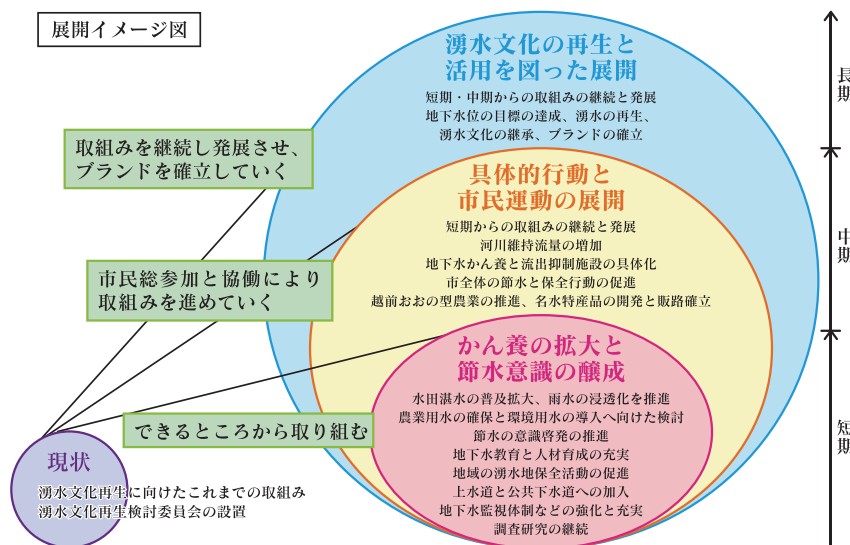 展開イメージ図
湧水文化の再生と
活用を図った展開
短期・中期からの取組みの継続と発展
地下水位の目標の達成、湧水の再生、
湧水文化の継承、ブランドの確立
取組みを継続し発展させ、
ブランドを確立していく
具体的行動と
市民運動の展開
短期からの取組みの継続と発展
河川維持流量の増加
地下水かん養と流出抑制施設の具体化
市全体の節水と保全行動の促進
越前おおの型農業の推進、名水特産品の開発と販路確立
市民総参加と協働により
取組みを進めていく
かん養の拡大と
節水意識の醸成
水田湛水の普及拡大、雨水の浸透化を推進
農業用水の確保と環境用水の導入へ向けた検討
節水の意識啓発の推進
地下水教育と人材育成の充実
地域の湧水地保全活動の促進
上水道と公共下水道への加入
地下水監視体制などの強化と充実
調査研究の継続
できるところから取り組む
現状
湧水文化再生に向けたこれまでの取組み
湧水文化再生検討委員会の設置
長期
中期
短期